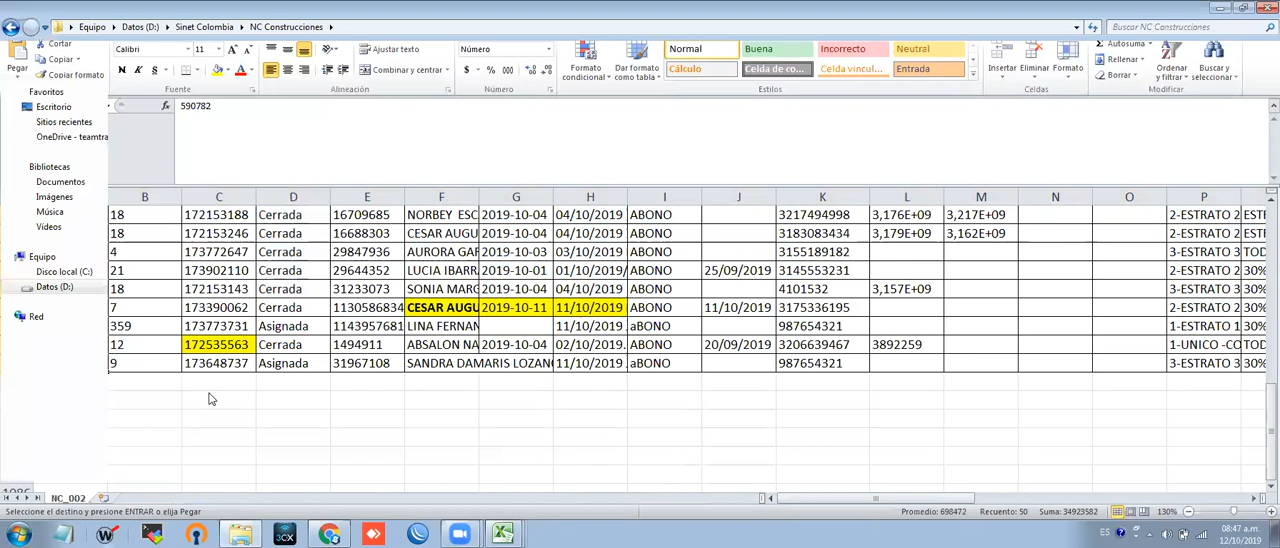 Equipo ▸ Datos (D:) ▸ Sinet Colombia ▸ NC Construcciones ▸
Buscar NC Construcciones
Cortar
Pegar
Copiar
Copiar formato
Calibri 11
N K S
Fuente
Ajustar texto
Combinar y centrar
Alineación
Número
$ % 000
Número
Formato condicional
Dar formato como tabla
Normal Buena Incorrecto Neutral
Cálculo Celda de co... Celda vincul... Entrada
Estilos
Insertar Eliminar Formato
Celdas
Autosuma
Rellenar
Borrar
Ordenar y filtrar
Buscar y seleccionar
Modificar
Favoritos
Escritorio
Sitios recientes
OneDrive - teamtra
Bibliotecas
Documentos
Imágenes
Música
Vídeos
Equipo
Disco local (C:)
Datos (D:)
Red
fx 590782
B C D E F G H I J K L M N O P
18 172153188 Cerrada 16709685 NORBEY ESC 2019-10-04 04/10/2019 ABONO 3217494998 3,176E+09 3,217E+09 2-ESTRATO 2 ESTF
18 172153246 Cerrada 16688303 CESAR AUGU 2019-10-04 04/10/2019 ABONO 3183083434 3,179E+09 3,162E+09 2-ESTRATO 2 ESTF
4 173772647 Cerrada 29847936 AURORA GAF 2019-10-03 03/10/2019 ABONO 3155189182 3-ESTRATO 3 TOD
21 173902110 Cerrada 29644352 LUCIA IBARR 2019-10-01 01/10/2019/ ABONO 25/09/2019 3145553231 2-ESTRATO 2 30%
18 172153143 Cerrada 31233073 SONIA MARG 2019-10-04 04/10/2019 ABONO 4101532 3,157E+09 3-ESTRATO 3 TOD
7 173390062 Cerrada 1130586834 CESAR AUGU 2019-10-11 11/10/2019 ABONO 11/10/2019 3175336195 2-ESTRATO 2 30%
359 173773731 Asignada 1143957681 LINA FERNAN 11/10/2019 . aBONO 987654321 1-ESTRATO 1 30%
12 172535563 Cerrada 1494911 ABSALON NA 2019-10-04 02/10/2019. ABONO 20/09/2019 3206639467 3892259 1-UNICO -CO TOD
9 173648737 Asignada 31967108 SANDRA DAMARIS LOZANO 11/10/2019 . aBONO 987654321 3-ESTRATO 3 30%
1086
NC_002
Seleccione el destino y presione ENTRAR o elija Pegar
Promedio: 698472 Recuento: 50 Suma: 34923582 130%
3CX
ES
08:47 a.m.
12/10/2019